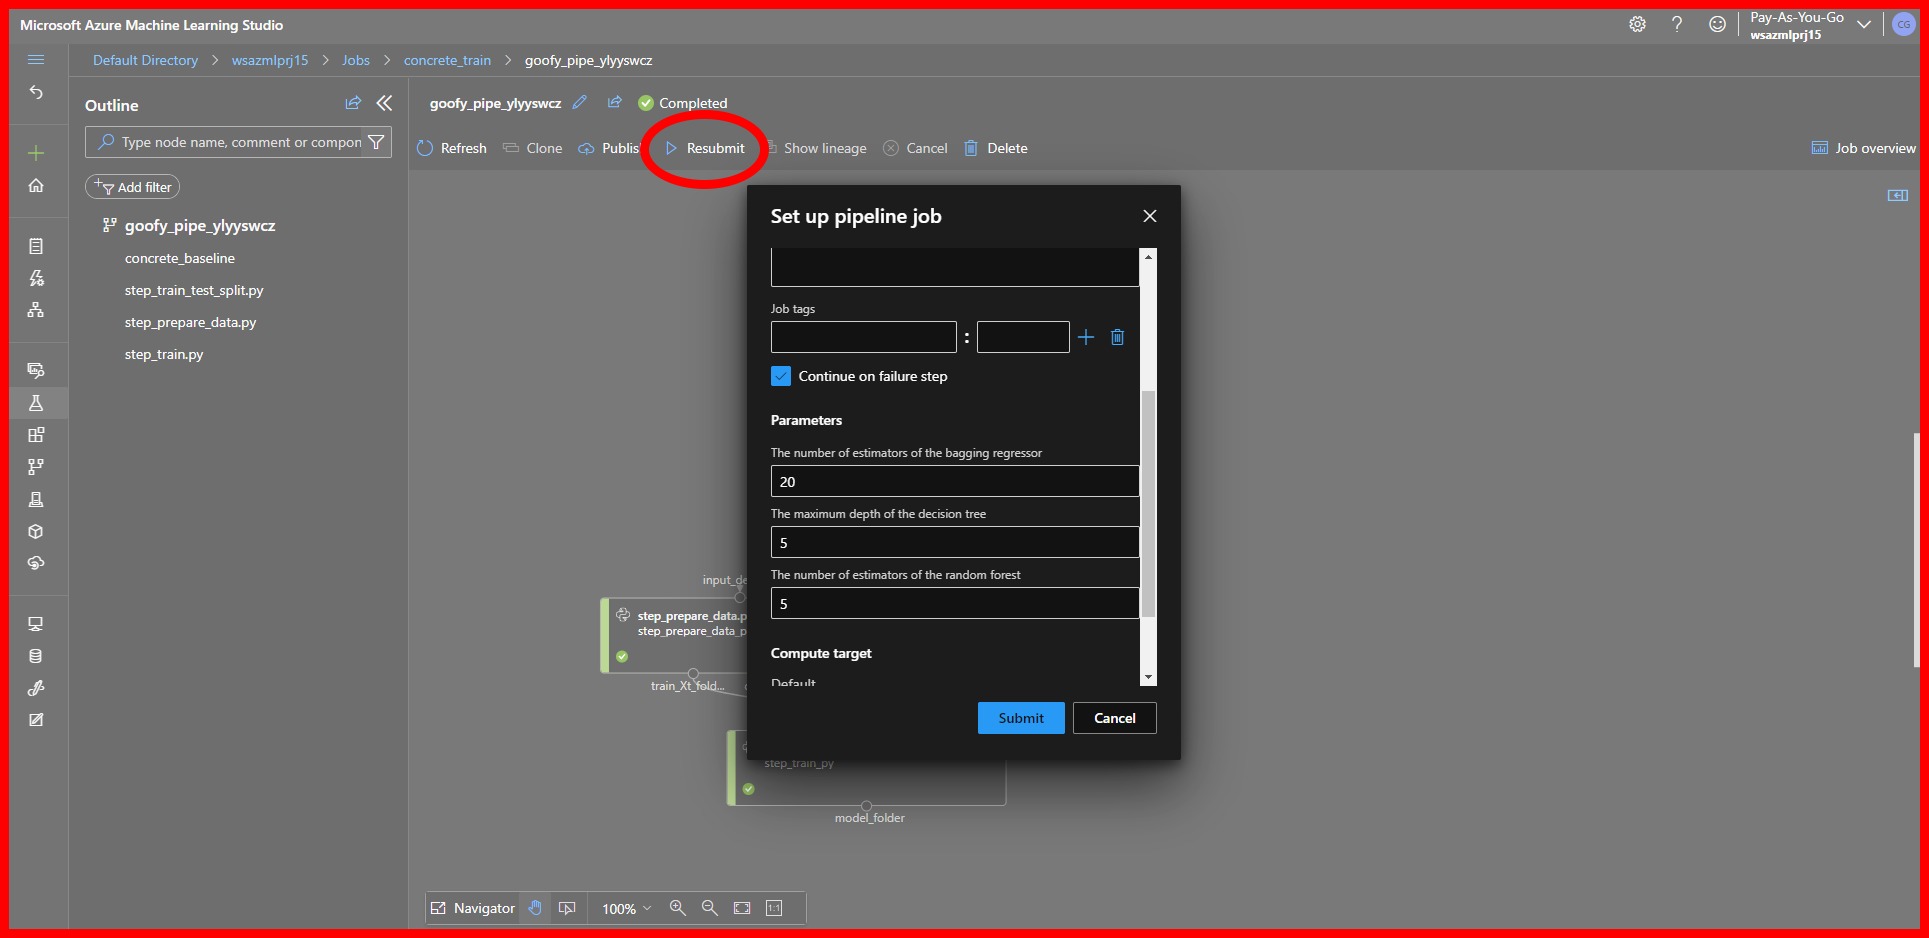 Microsoft Azure Machine Learning Studio
Pay-As-You-Go
wsazmlprj15
CG
Default Directory > wsazmlprj15 > Jobs > concrete_train > goofy_pipe_ylyyswcz
Outline
Type node name, comment or compon
Add filter
goofy_pipe_ylyyswcz
concrete_baseline
step_train_test_split.py
step_prepare_data.py
step_train.py
goofy_pipe_ylyyswcz
Completed
Refresh
Clone
Publis
Resubmit
Show lineage
Cancel
Delete
Job overview
Set up pipeline job
Job tags
:
Continue on failure step
Parameters
The number of estimators of the bagging regressor
20
The maximum depth of the decision tree
5
The number of estimators of the random forest
5
Compute target
Default
Submit
Cancel
input_de
step_prepare_data.p
step_prepare_data_p
train_Xt_fold...
step_train_py
model_folder
Navigator
100%
1:1